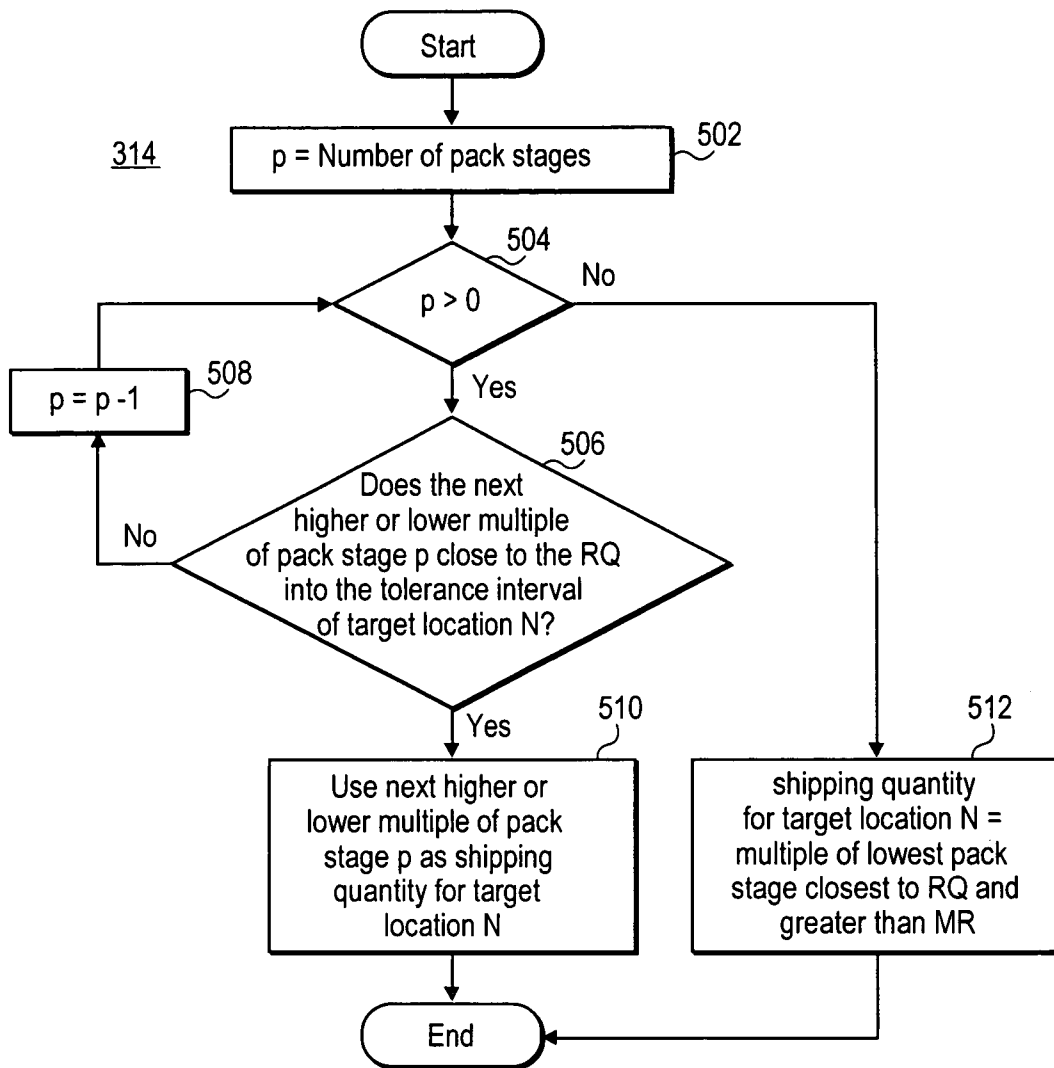 Start
314
p = Number of pack stages
502
504
p > 0
No
508
p = p -1
Yes
506
Does the next
higher or lower multiple
of pack stage p close to the RQ
into the tolerance interval
of target location N?
No
Yes
510
Use next higher or
lower multiple of pack
stage p as shipping
quantity for target
location N
512
shipping quantity
for target location N =
multiple of lowest pack
stage closest to RQ and
greater than MR
End